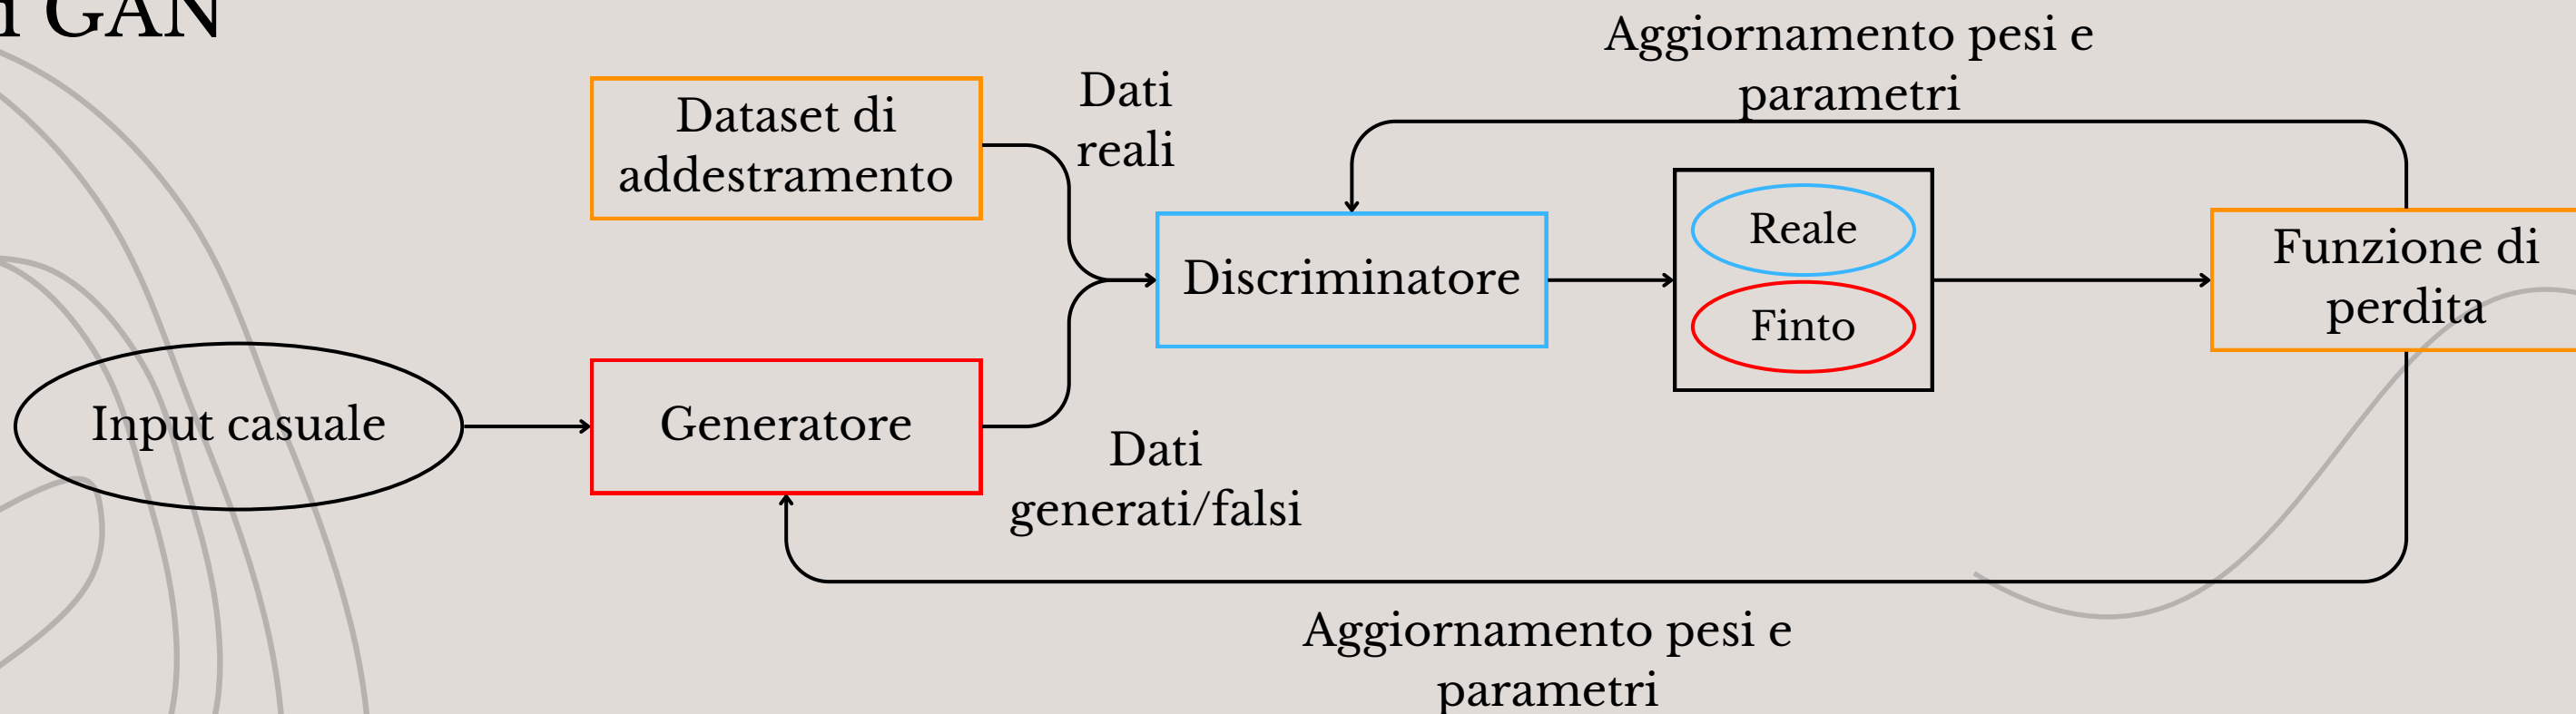 i GAN
Aggiornamento pesi e
parametri
Dataset di
addestramento
Dati
reali
Discriminatore
Reale
Finto
Funzione di
perdita
Input casuale
Generatore
Dati
generati/falsi
Aggiornamento pesi e
parametri